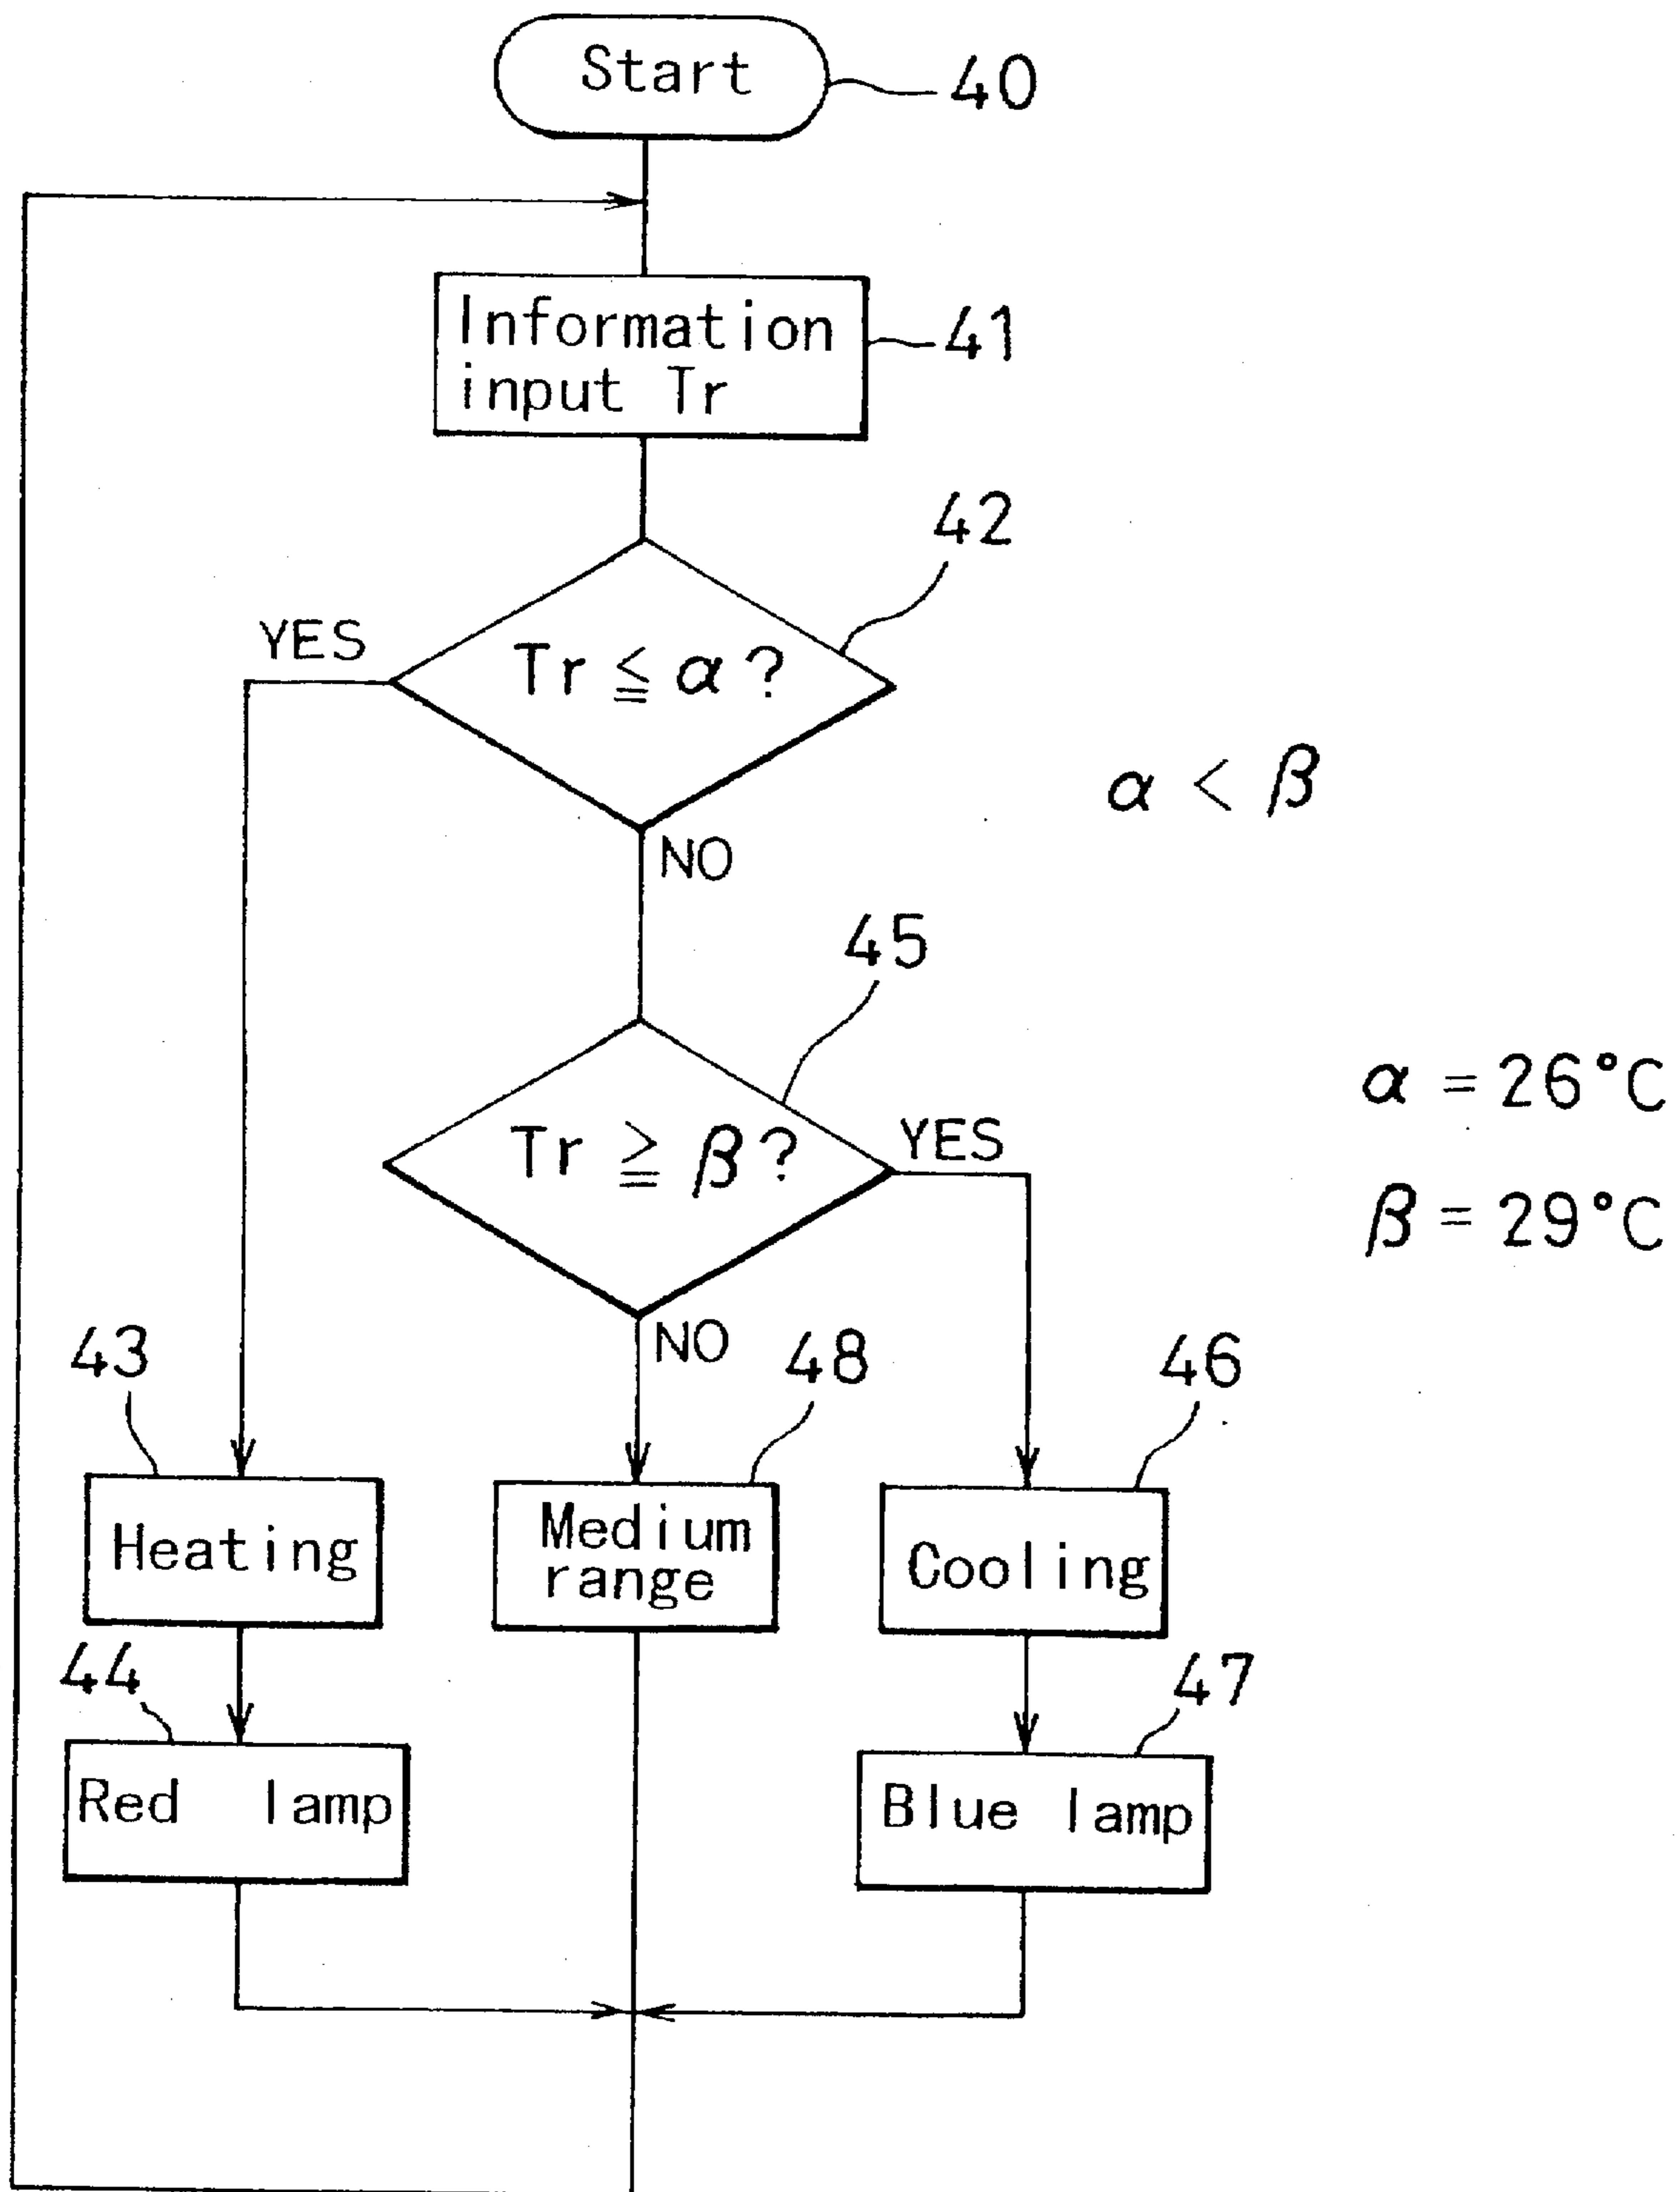 Start
40
Information
input Tr
41
42
YES
Tr ≦ α?
α < β
NO
45
α = 26°C
Tr ≧ β?
YES
β = 29°C
43
NO
48
46
Heating
Medium
range
Cooling
44
47
Red lamp
Blue lamp